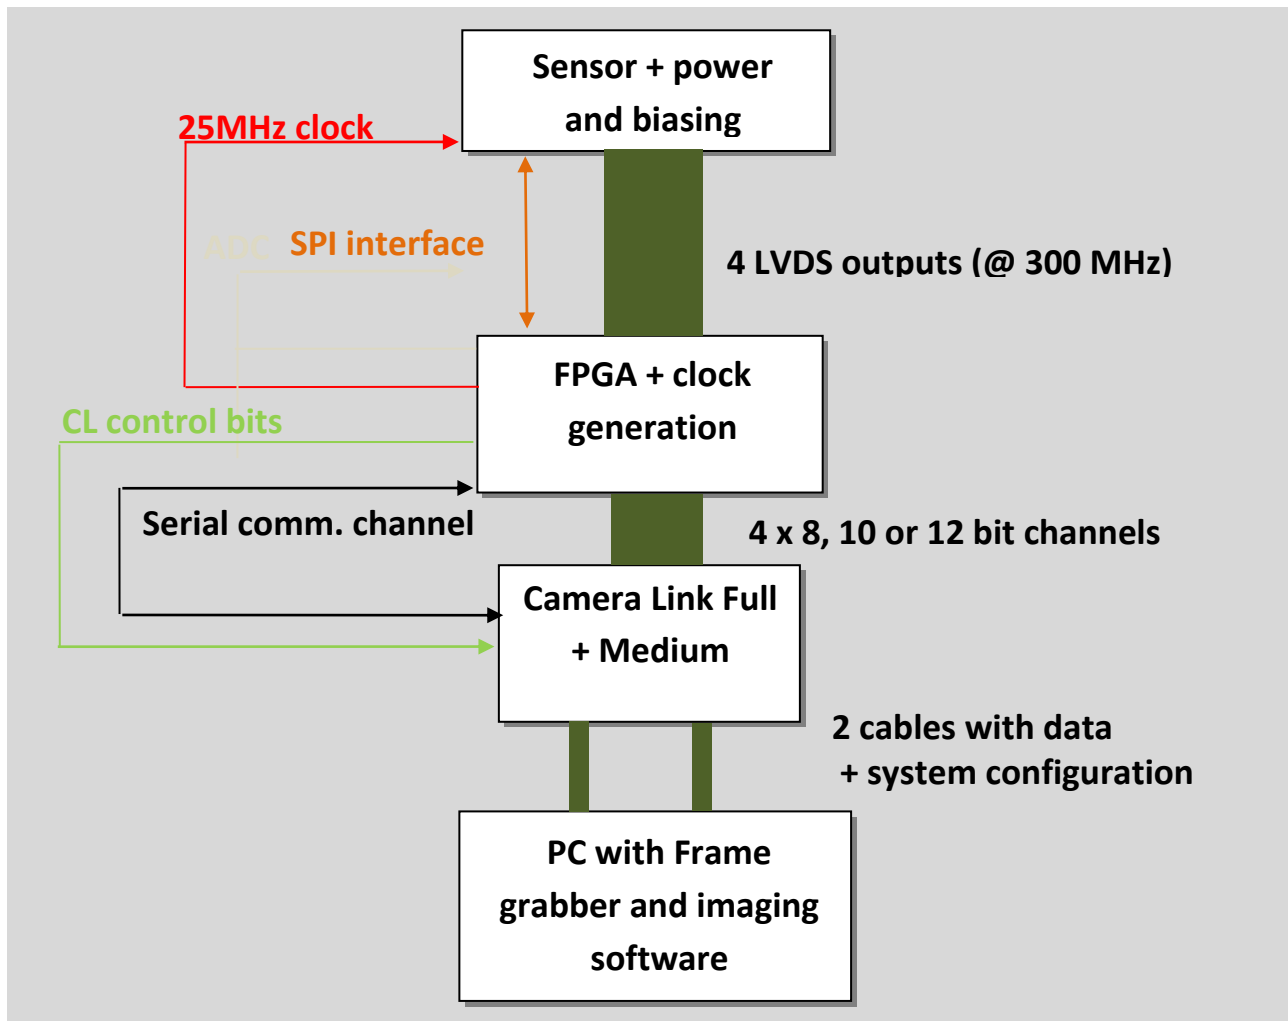 Sensor + power
and biasing
25MHz clock
ADC
SPI interface
4 LVDS outputs (@ 300 MHz)
FPGA + clock
generation
CL control bits
Serial comm. channel
4 x 8, 10 or 12 bit channels
Camera Link Full
+ Medium
2 cables with data
+ system configuration
PC with Frame
grabber and imaging
software